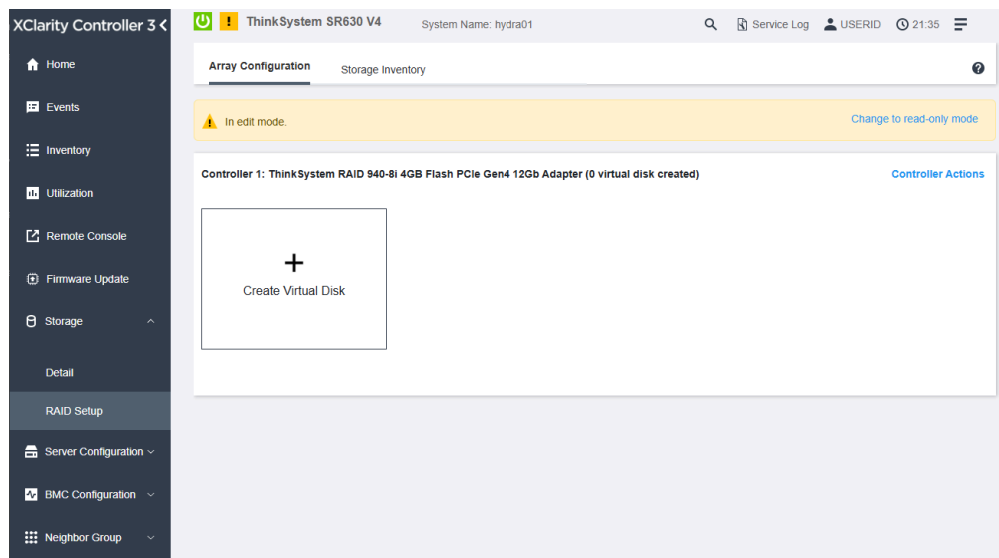 XClarity Controller 3
ThinkSystem SR630 V4
System Name: hydra01
Service Log
USERID
21:35
Home
Events
Inventory
Utilization
Remote Console
Firmware Update
Storage
Detail
RAID Setup
Server Configuration
BMC Configuration
Neighbor Group
Array Configuration
Storage Inventory
In edit mode.
Change to read-only mode
Controller 1: ThinkSystem RAID 940-8i 4GB Flash PCIe Gen4 12Gb Adapter (0 virtual disk created)
Controller Actions
Create Virtual Disk